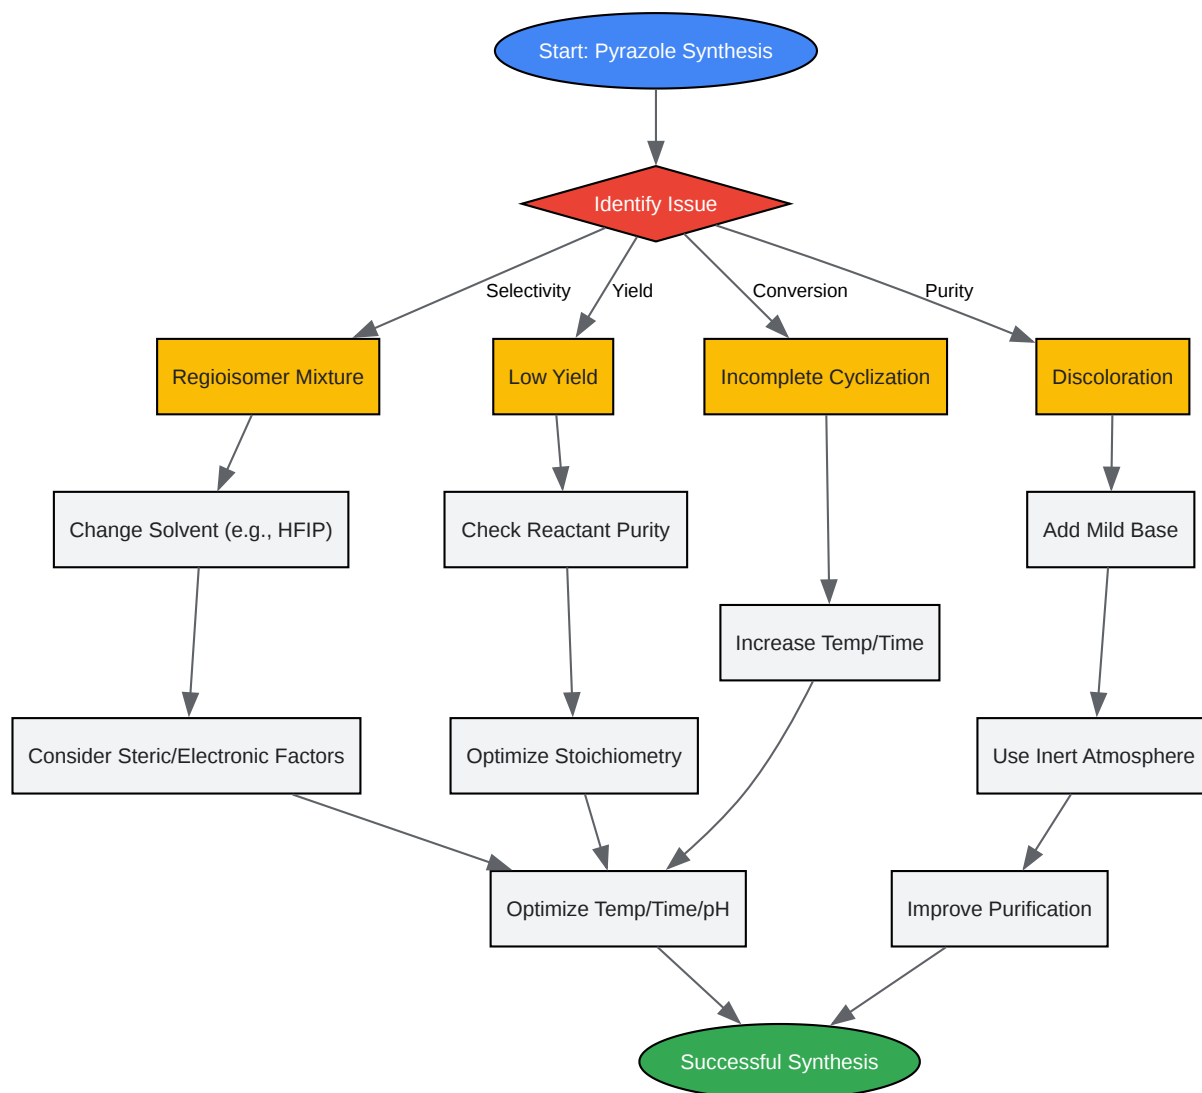 Start: Pyrazole Synthesis
Identify Issue
Selectivity
Yield
Conversion
Purity
Regioisomer Mixture
Low Yield
Incomplete Cyclization
Discoloration
Change Solvent (e.g., HFIP)
Check Reactant Purity
Add Mild Base
Increase Temp/Time
Consider Steric/Electronic Factors
Optimize Stoichiometry
Use Inert Atmosphere
Optimize Temp/Time/pH
Improve Purification
Successful Synthesis